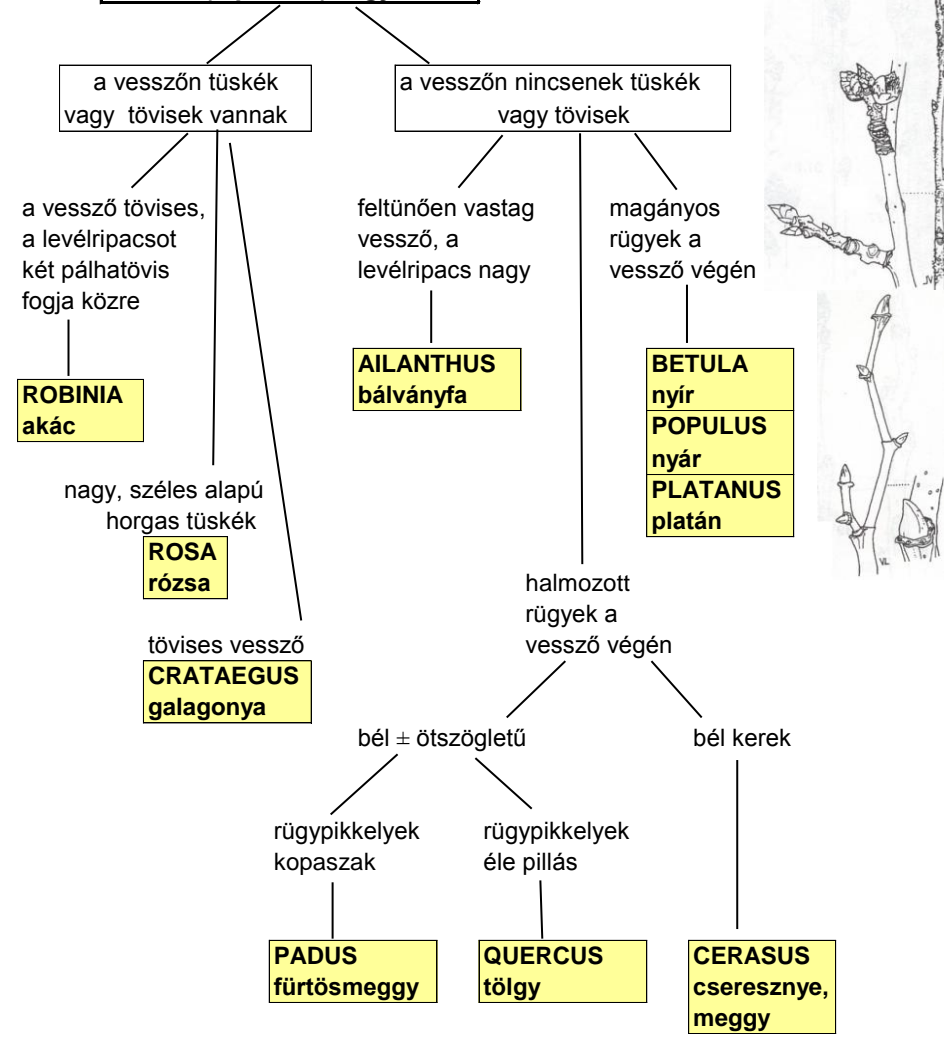 a vesszőn tüskék
vagy tövisek vannak
a vesszőn nincsenek tüskék
vagy tövisek
a vessző tövises,
a levélripacsot
két pálhatövis
fogja közre
ROBINIA
akác
feltünően vastag
vessző, a
levélripacs nagy
AILANTHUS
bálványfa
magányos
rügyek a
vessző végén
BETULA
nyír
POPULUS
nyár
PLATANUS
platán
nagy, széles alapú
horgas tüskék
ROSA
rózsa
tövises vessző
CRATAEGUS
galagonya
halmozott
rügyek a
vessző végén
bél ± ötszögletű
bél kerek
rügypikkelyek
kopaszak
rügypikkelyek
éle pillás
PADUS
fürtösmeggy
QUERCUS
tölgy
CERASUS
cseresznye,
meggy